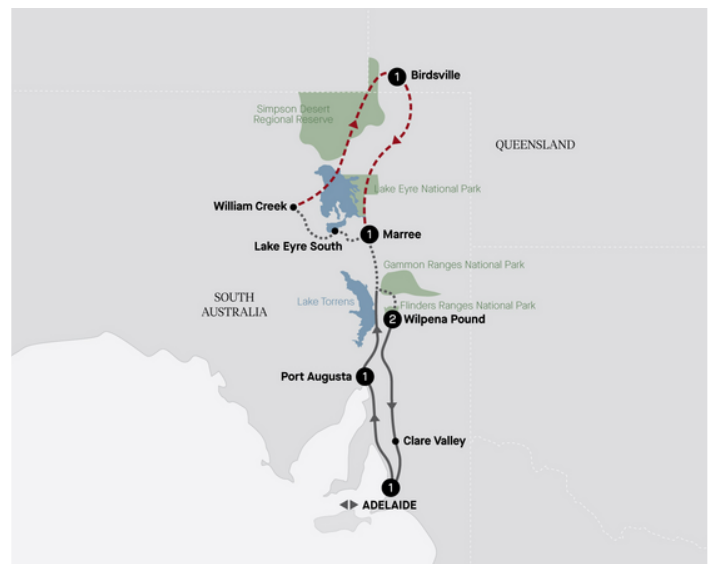 1
Birdsville
Simpson Desert
Regional Reserve
QUEENSLAND
Lake Eyre National Park
William Creek
1
Marree
Lake Eyre South
Gammon Ranges National Park
SOUTH
AUSTRALIA
Lake Torrens
Flinders Ranges National Park
2
Wilpena Pound
Port Augusta
1
Clare Valley
1
ADELAIDE